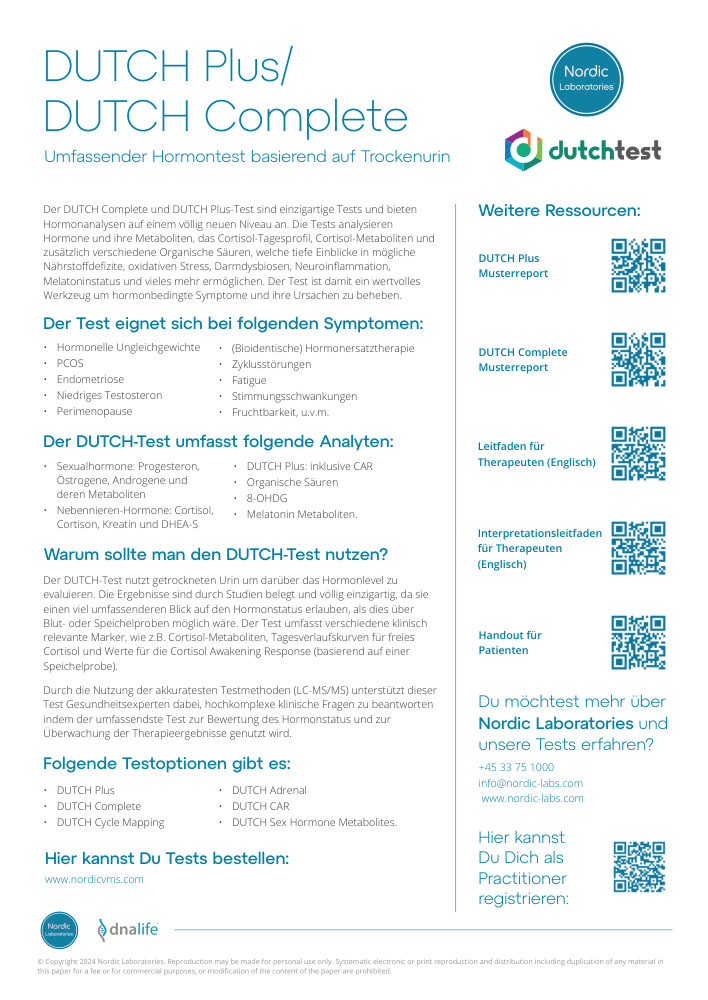 DUTCH Plus/
DUTCH Complete
Umfassender Hormontest basierend auf Trockenurin
Nordic
Laboratories
dutchtest
Der DUTCH Complete und DUTCH Plus-Test sind einzigartige Tests und bieten
Hormonanalysen auf einem völlig neuen Niveau an. Die Tests analysieren
Hormone und ihre Metaboliten, das Cortisol-Tagesprofil, Cortisol-Metaboliten und
zusätzlich verschiedene Organische Säuren, welche tiefe Einblicke in mögliche
Nährstoffdefizite, oxidativen Stress, Darmdysbiosen, Neuroinflammation,
Melatoninstatus und vieles mehr ermöglichen. Der Test ist damit ein wertvolles
Werkzeug um hormonbedingte Symptome und ihre Ursachen zu beheben.
Der Test eignet sich bei folgenden Symptomen:
• Hormonelle Ungleichgewichte
• PCOS
• Endometriose
• Niedriges Testosteron
• Perimenopause
• (Bioidentische) Hormonersatztherapie
• Zyklusstörungen
• Fatigue
• Stimmungsschwankungen
• Fruchtbarkeit, u.v.m.
Der DUTCH-Test umfasst folgende Analyten:
• Sexualhormone: Progesteron,
Östrogene, Androgene und
deren Metaboliten
• Nebennieren-Hormone: Cortisol,
Cortison, Kreatin und DHEA-S
• DUTCH Plus: inklusive CAR
• Organische Säuren
• 8-OHDG
• Melatonin Metaboliten.
Warum sollte man den DUTCH-Test nutzen?
Der DUTCH-Test nutzt getrockneten Urin um darüber das Hormonlevel zu
evaluieren. Die Ergebnisse sind durch Studien belegt und völlig einzigartig, da sie
einen viel umfassenderen Blick auf den Hormonstatus erlauben, als dies über
Blut- oder Speichelproben möglich wäre. Der Test umfasst verschiedene klinisch
relevante Marker, wie z.B. Cortisol-Metaboliten, Tagesverlaufskurven für freies
Cortisol und Werte für die Cortisol Awakening Response (basierend auf einer
Speichelprobe).
Durch die Nutzung der akkuratesten Testmethoden (LC-MS/MS) unterstützt dieser
Test Gesundheitsexperten dabei, hochkomplexe klinische Fragen zu beantworten
indem der umfassendste Test zur Bewertung des Hormonstatus und zur
Überwachung der Therapieergebnisse genutzt wird.
Folgende Testoptionen gibt es:
• DUTCH Plus
• DUTCH Complete
• DUTCH Cycle Mapping
• DUTCH Adrenal
• DUTCH CAR
• DUTCH Sex Hormone Metabolites.
Hier kannst Du Tests bestellen:
www.nordicvms.com
Weitere Ressourcen:
DUTCH Plus
Musterreport
DUTCH Complete
Musterreport
Leitfaden für
Therapeuten (Englisch)
Interpretationsleitfaden
für Therapeuten
(Englisch)
Handout für
Patienten
Du möchtest mehr über
Nordic Laboratories und
unsere Tests erfahren?
+45 33 75 1000
info@nordic-labs.com
www.nordic-labs.com
Hier kannst
Du Dich als
Practitioner
registrieren:
Nordic
Laboratories
dnalife
© Copyright 2024 Nordic Laboratories. Reproduction may be made for personal use only. Systematic electronic or print reproduction and distribution including duplication of any material in
this paper for a fee or for commercial purposes, or modification of the content of the paper are prohibited.